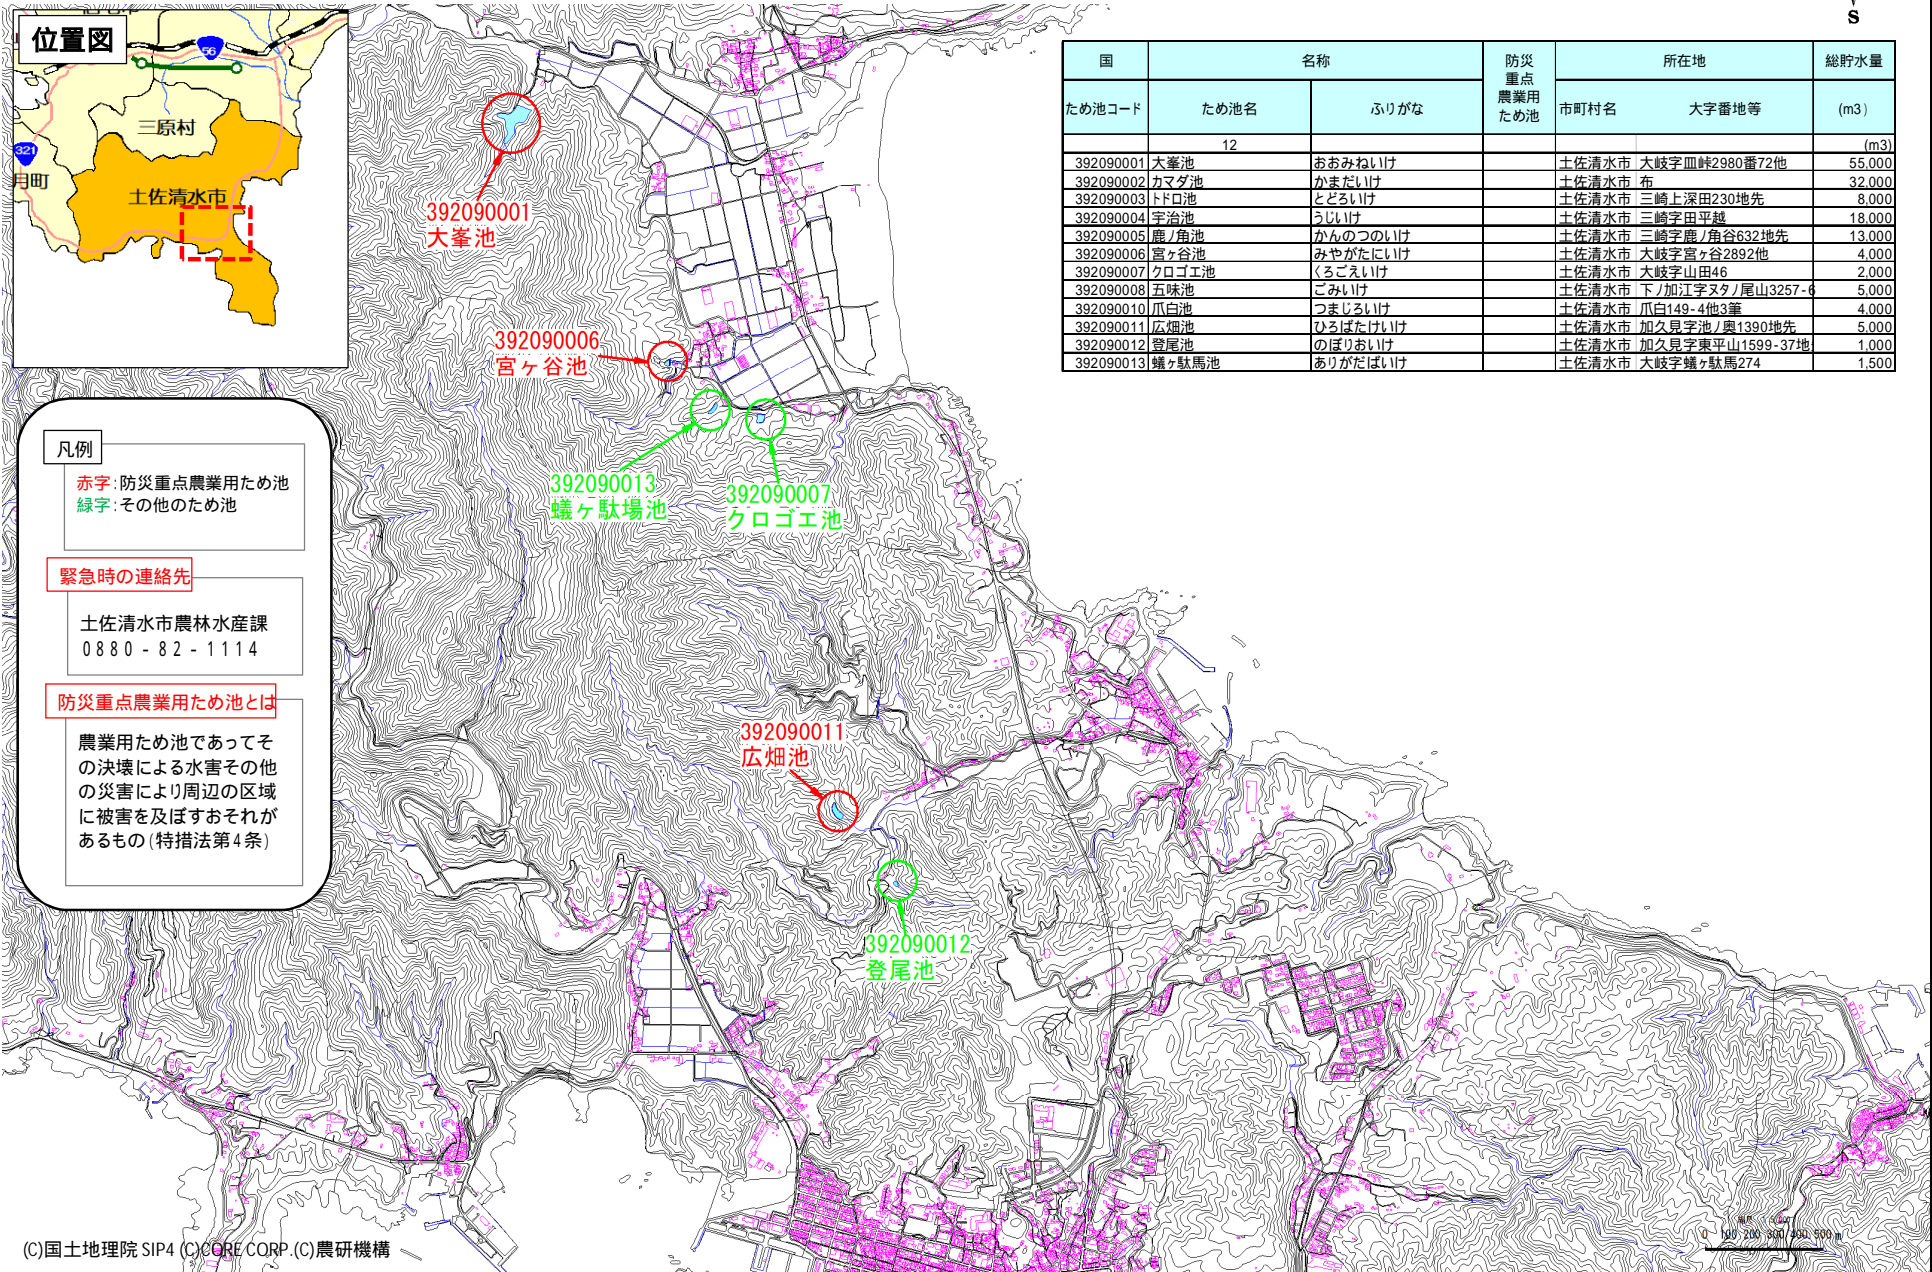 位置図
56
三原村
321
月町
土佐清水市
S
国
名称
防災
重点
農業用
ため池
所在地
総貯水量
ため池コード
ため池名
ふりがな
市町村名
大字番地等
(m3)
12
(m3)
392090001 大峯池 おおみねいけ 土佐清水市 大岐字皿峠2980番72他 55,000
392090002 カマダ池 かまだいけ 土佐清水市 布 32,000
392090003 トドロ池 とどろいけ 土佐清水市 三崎上深田230地先 8,000
392090004 宇治池 うじいけ 土佐清水市 三崎字田平越 18,000
392090005 鹿ノ角池 かんのつのいけ 土佐清水市 三崎字鹿ノ角谷632地先 13,000
392090006 宮ヶ谷池 みやがたにいけ 土佐清水市 大岐字宮ヶ谷2892他 4,000
392090007 クロゴエ池 くろごえいけ 土佐清水市 大岐字山田46 2,000
392090008 五味池 ごみいけ 土佐清水市 下ノ加江字ヌタノ尾山3257-6 5,000
392090010 爪白池 つまじろいけ 土佐清水市 爪白149-4他3筆 4,000
392090011 広畑池 ひろばたけいけ 土佐清水市 加久見字池ノ奥1390地先 5,000
392090012 登尾池 のぼりおいけ 土佐清水市 加久見字東平山1599-37地 1,000
392090013 蟻ヶ駄馬池 ありがだばいけ 土佐清水市 大岐字蟻ヶ駄馬274 1,500
392090001
大峯池
392090006
宮ヶ谷池
392090013
蟻ヶ駄場池
392090007
クロゴエ池
392090011
広畑池
392090012
登尾池
凡例
赤字:防災重点農業用ため池
緑字:その他のため池
緊急時の連絡先
土佐清水市農林水産課
0880-82-1114
防災重点農業用ため池とは
農業用ため池であってそ
の決壊による水害その他
の災害により周辺の区域
に被害を及ぼすおそれが
あるもの(特措法第4条)
0 100 200 300 400 500 m
(C)国土地理院 SIP4 (C)CORE CORP.(C)農研機構